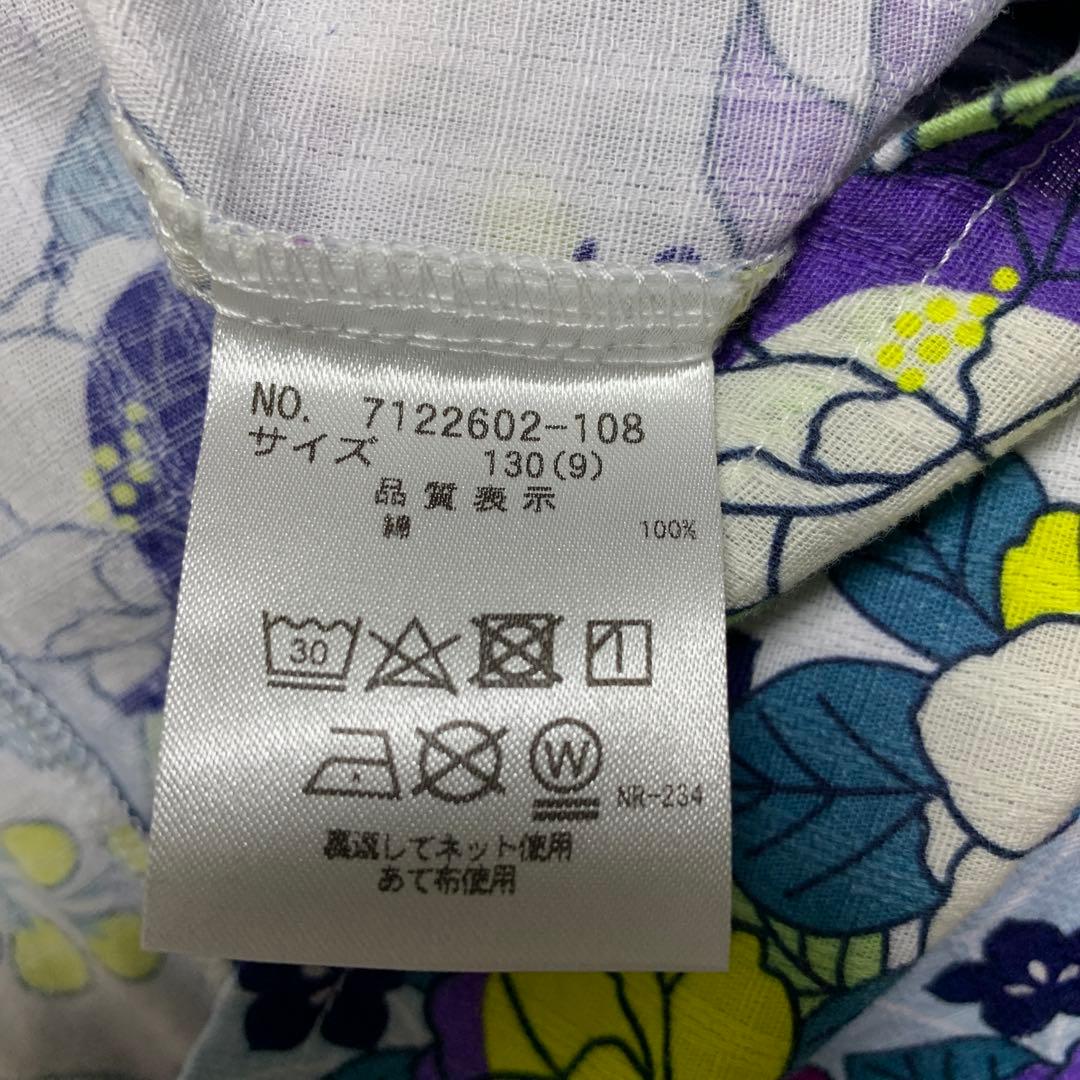 NO. 7122602-108
サイズ 130(9)
品質表示
綿 100%
30
W NR-234
裏返してネット使用
あて布使用